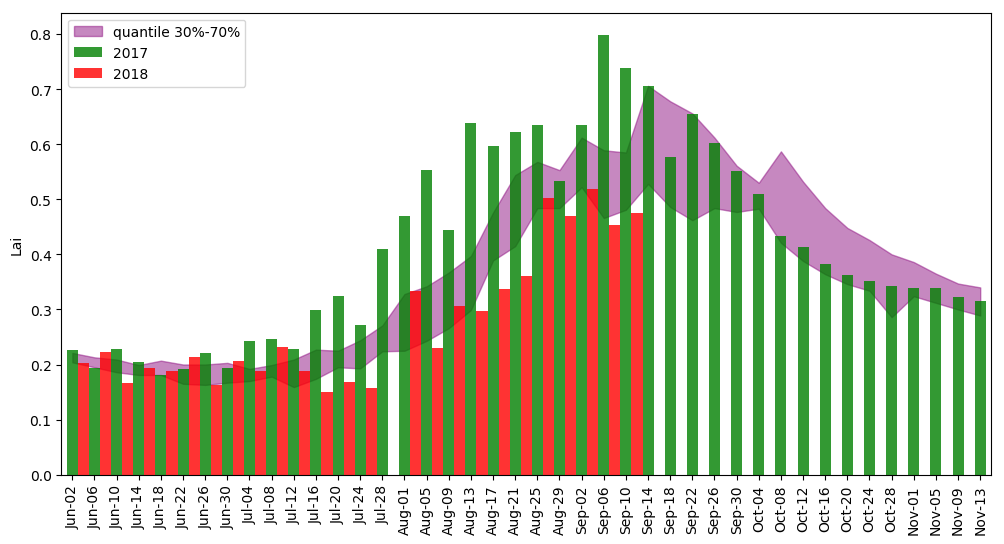 quantile 30%-70%
2017
2018
0.8
0.7
0.6
0.5
0.4
0.3
0.2
0.1
0.0
Lai
Jun-02
Jun-06
Jun-10
Jun-14
Jun-18
Jun-22
Jun-26
Jun-30
Jul-04
Jul-08
Jul-12
Jul-16
Jul-20
Jul-24
Jul-28
Aug-01
Aug-05
Aug-09
Aug-13
Aug-17
Aug-21
Aug-25
Aug-29
Sep-02
Sep-06
Sep-10
Sep-14
Sep-18
Sep-22
Sep-26
Sep-30
Oct-04
Oct-08
Oct-12
Oct-16
Oct-20
Oct-24
Oct-28
Nov-01
Nov-05
Nov-09
Nov-13